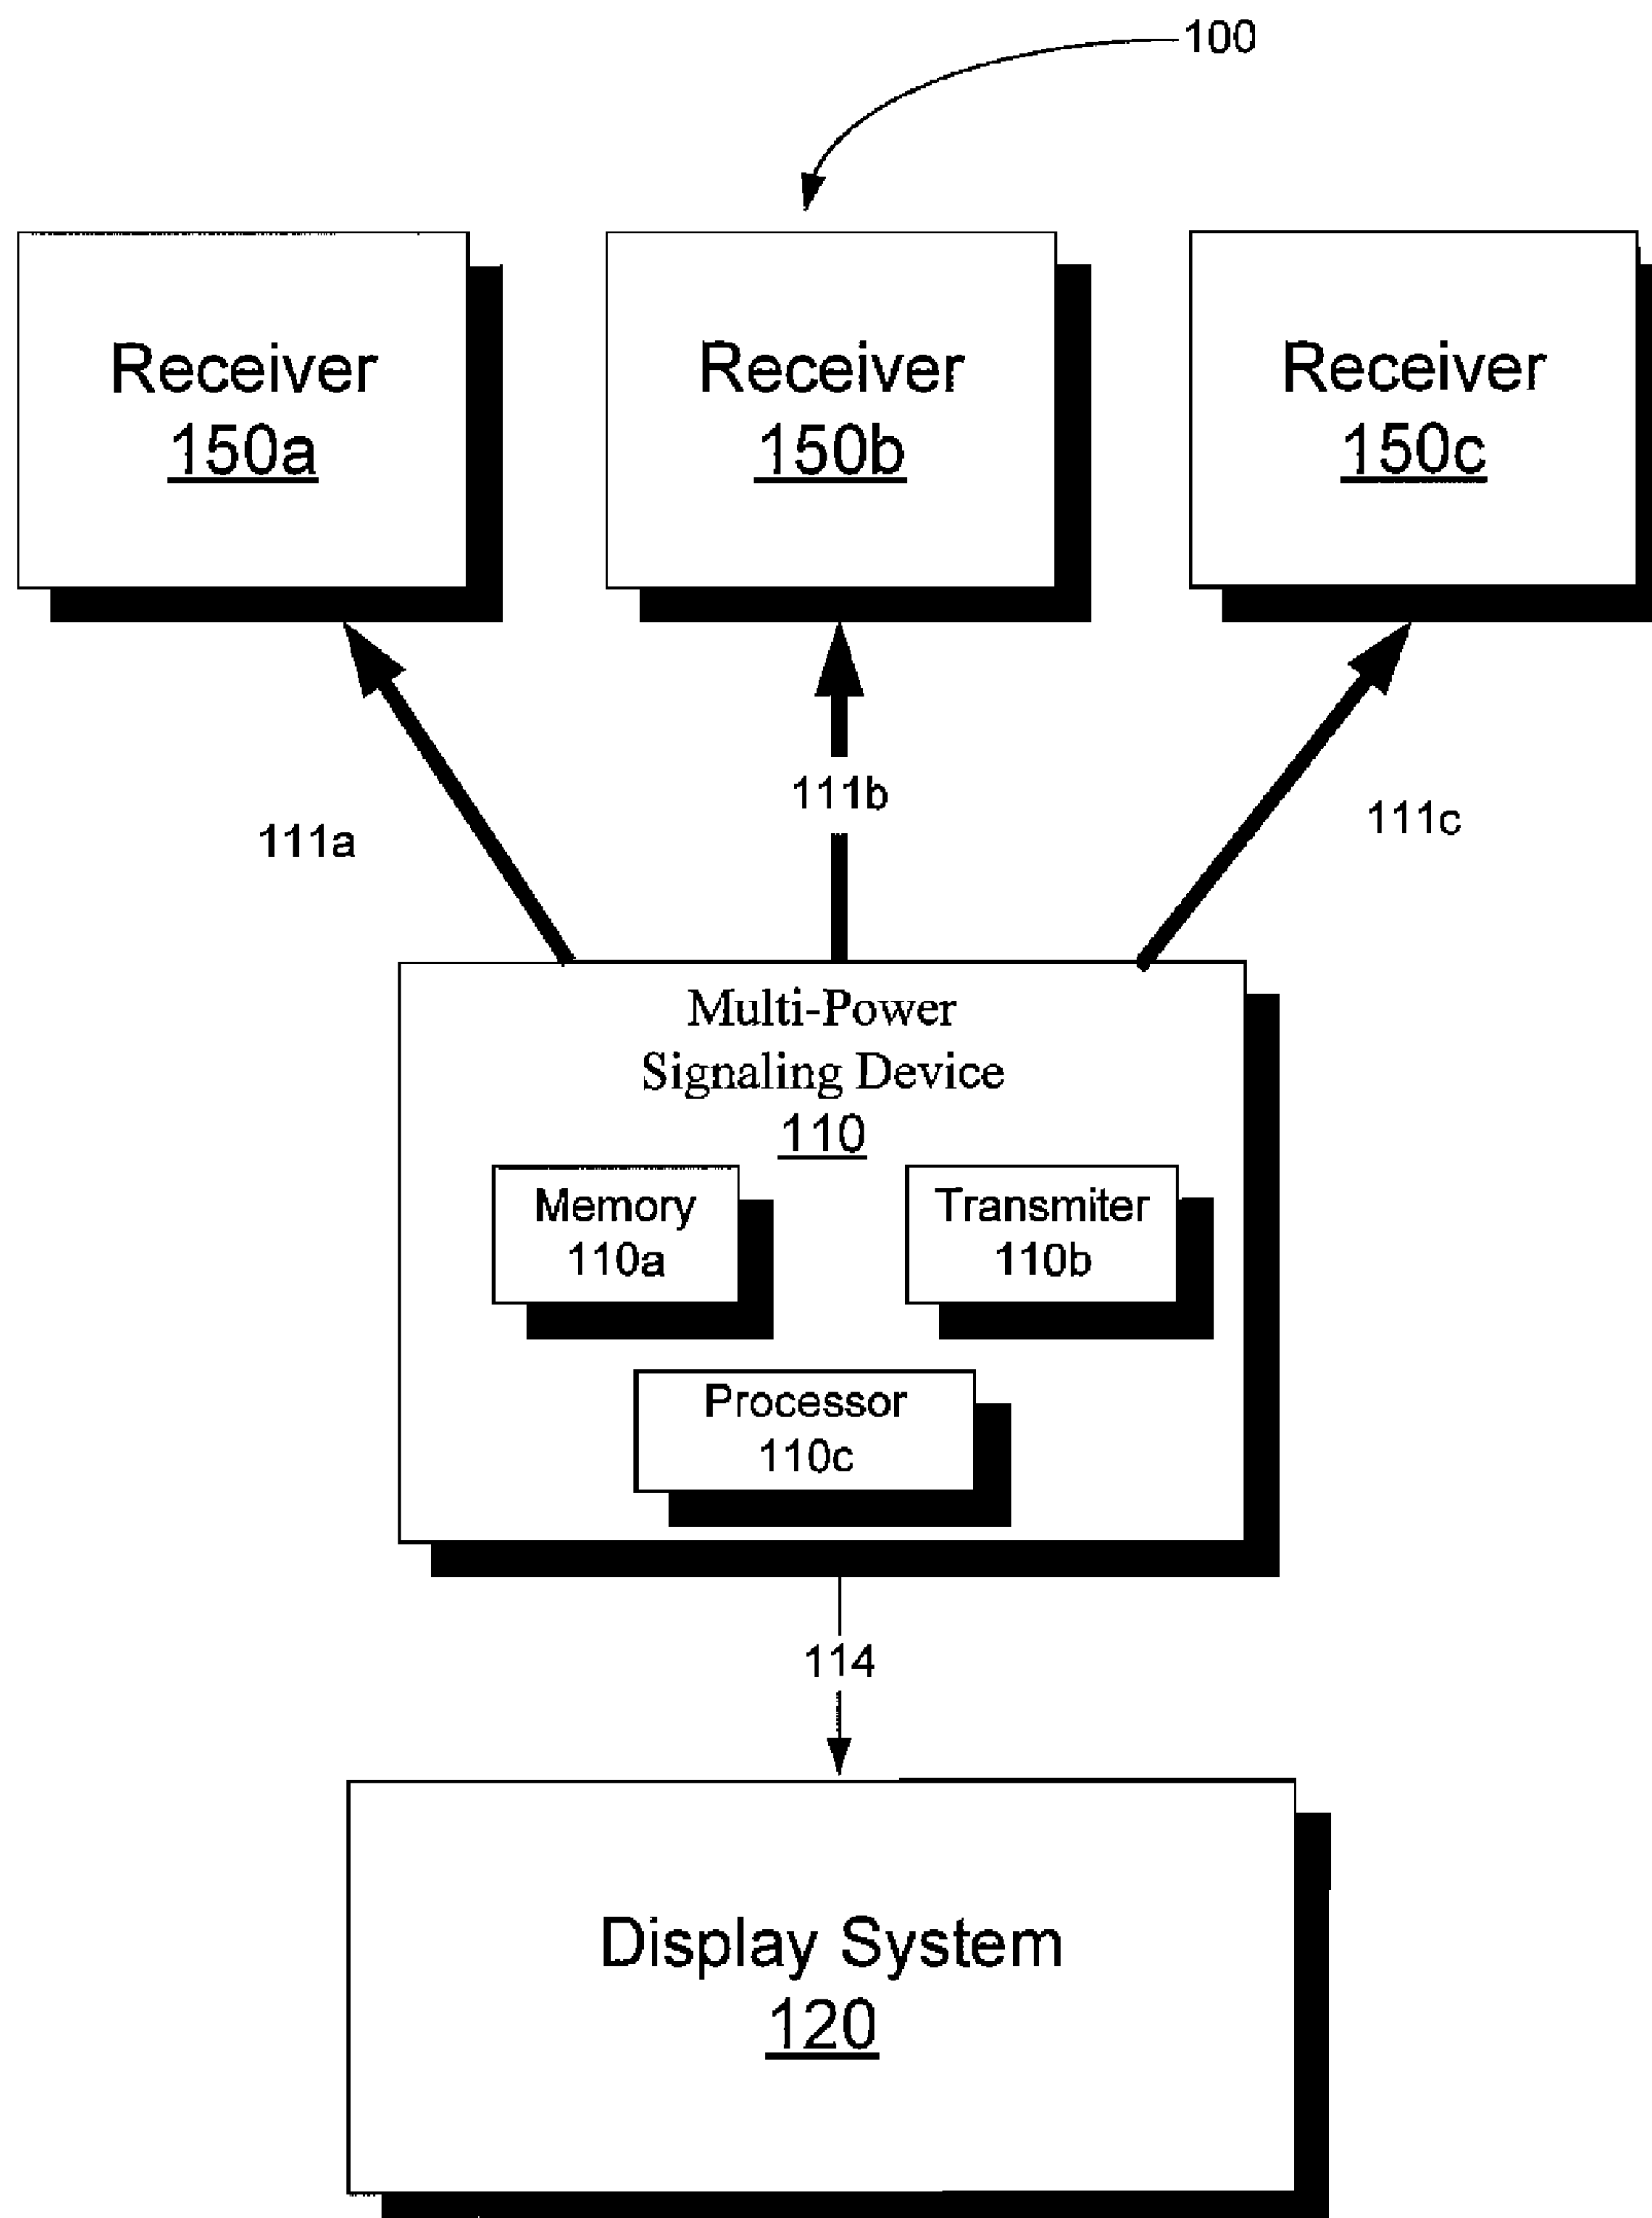 100
Receiver
150a
Receiver
150b
Receiver
150c
111a
111b
111c
Multi-Power
Signaling Device
110
Memory
110a
Transmiter
110b
Processor
110c
114
Display System
120